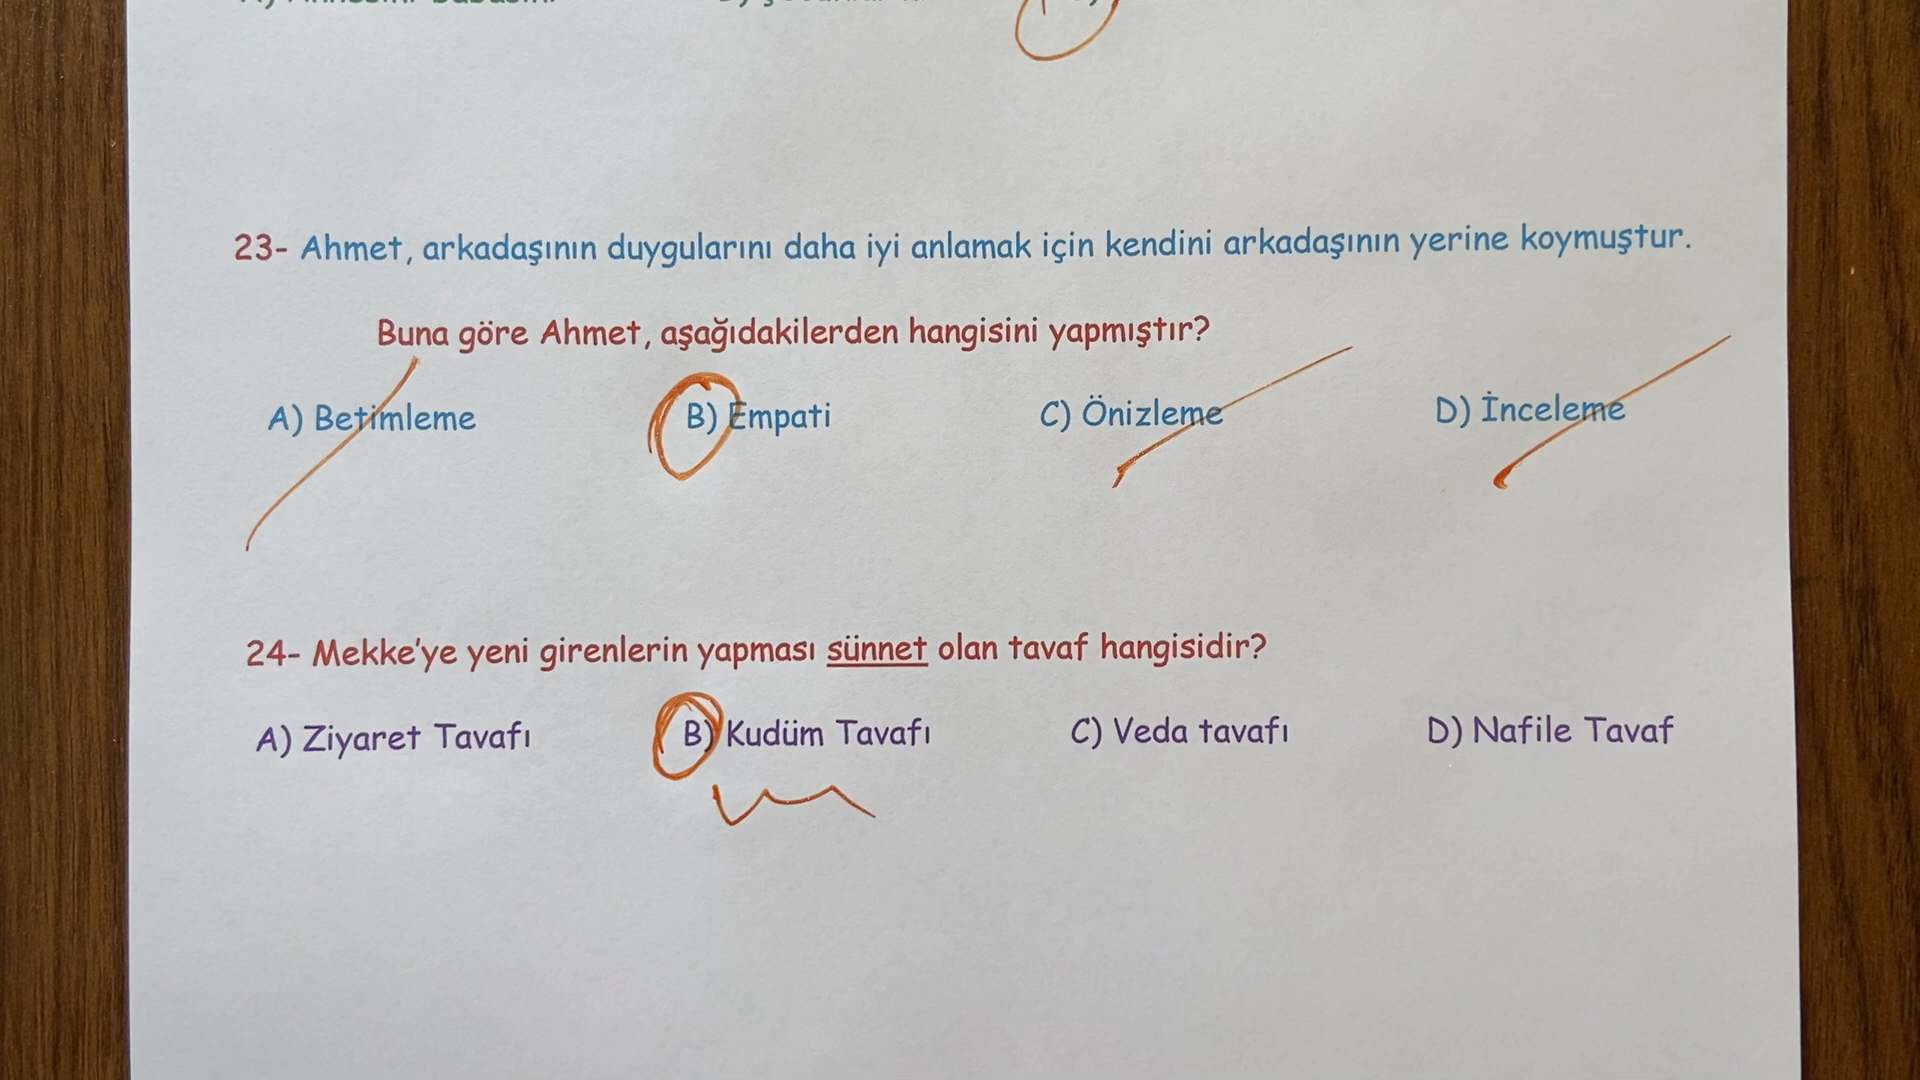 23- Ahmet, arkadaşının duygularını daha iyi anlamak için kendini arkadaşının yerine koymuştur.
Buna göre Ahmet, aşağıdakilerden hangisini yapmıştır?
A) Betimleme B) Empati C) Önizleme D) İnceleme
24- Mekke'ye yeni girenlerin yapması sünnet olan tavaf hangisidir?
A) Ziyaret Tavafı B) Kudüm Tavafı C) Veda tavafı D) Nafile Tavaf